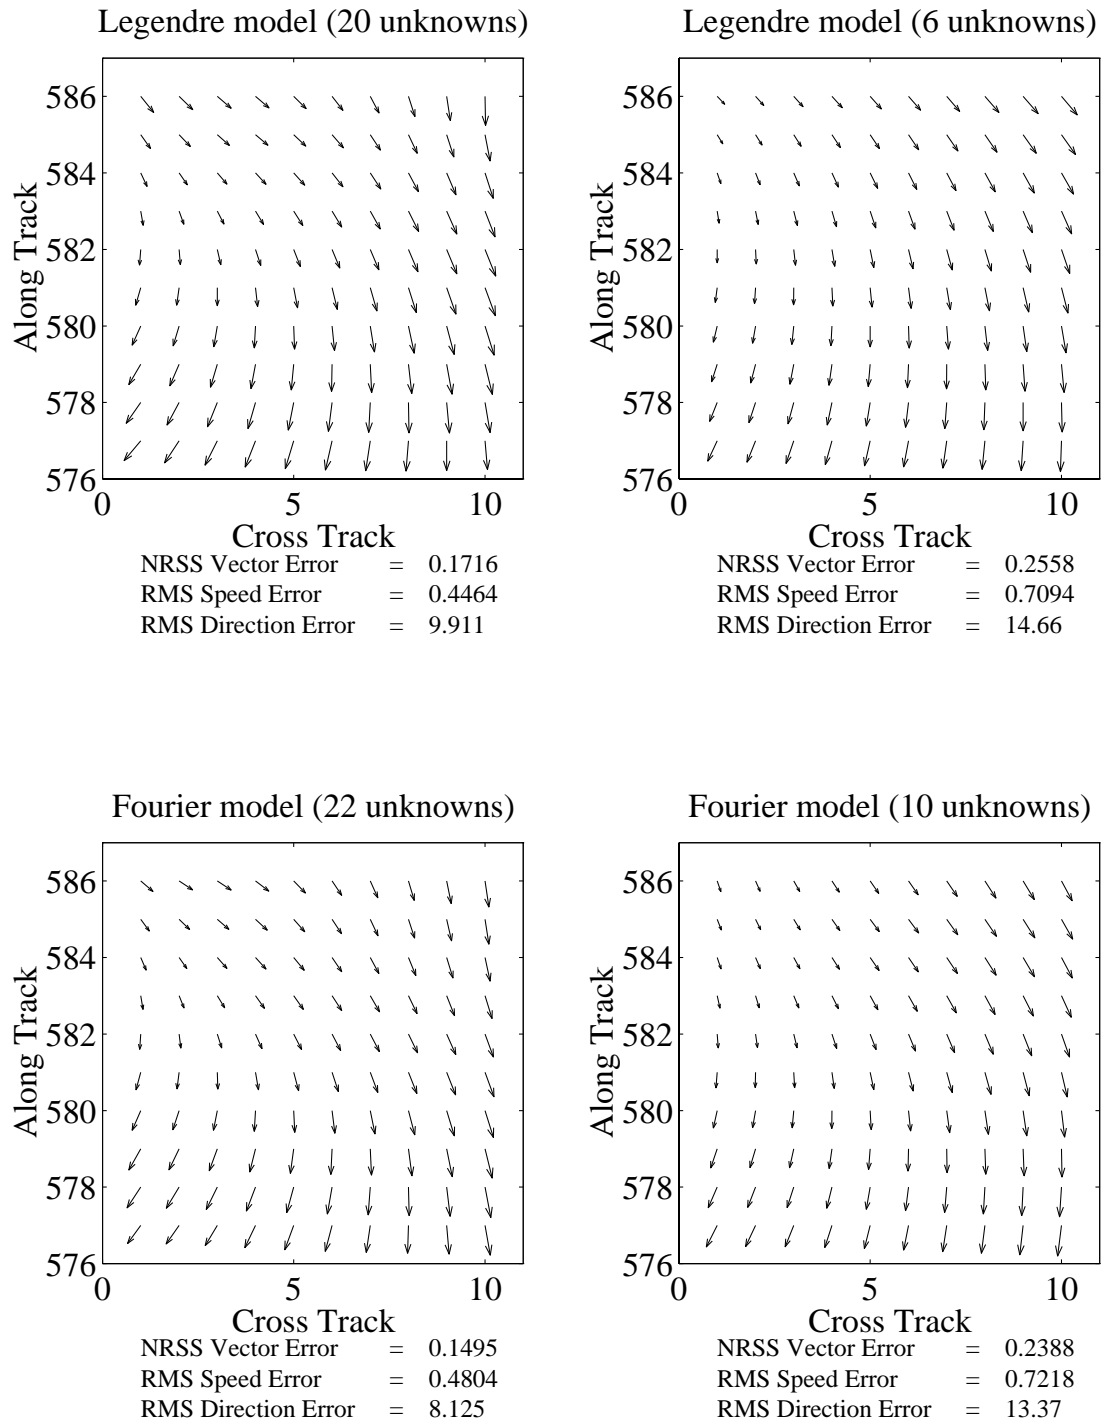 Legendre model (20 unknowns)
586
584
582
580
578
576
0
5
10
Along Track
Cross Track
NRSS Vector Error = 0.1716
RMS Speed Error = 0.4464
RMS Direction Error = 9.911
Legendre model (6 unknowns)
586
584
582
580
578
576
0
5
10
Along Track
Cross Track
NRSS Vector Error = 0.2558
RMS Speed Error = 0.7094
RMS Direction Error = 14.66
Fourier model (22 unknowns)
586
584
582
580
578
576
0
5
10
Along Track
Cross Track
NRSS Vector Error = 0.1495
RMS Speed Error = 0.4804
RMS Direction Error = 8.125
Fourier model (10 unknowns)
586
584
582
580
578
576
0
5
10
Along Track
Cross Track
NRSS Vector Error = 0.2388
RMS Speed Error = 0.7218
RMS Direction Error = 13.37